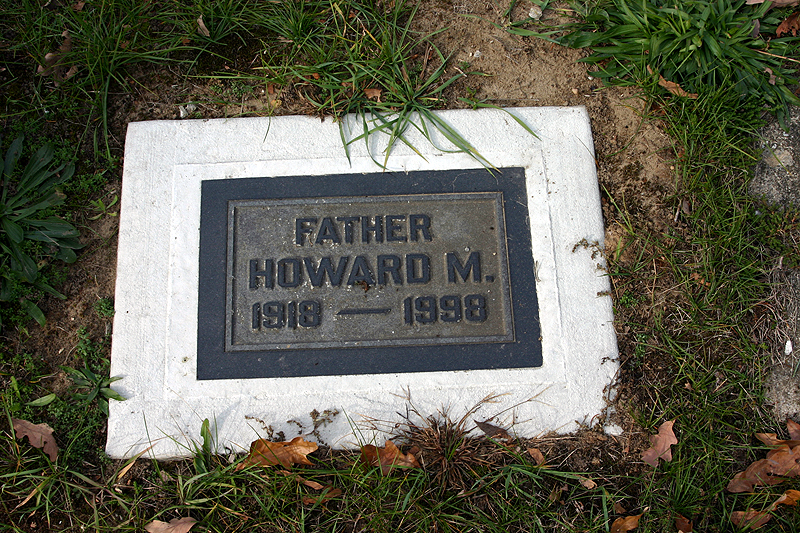 FATHER
HOWARD M.
1918 — 1998